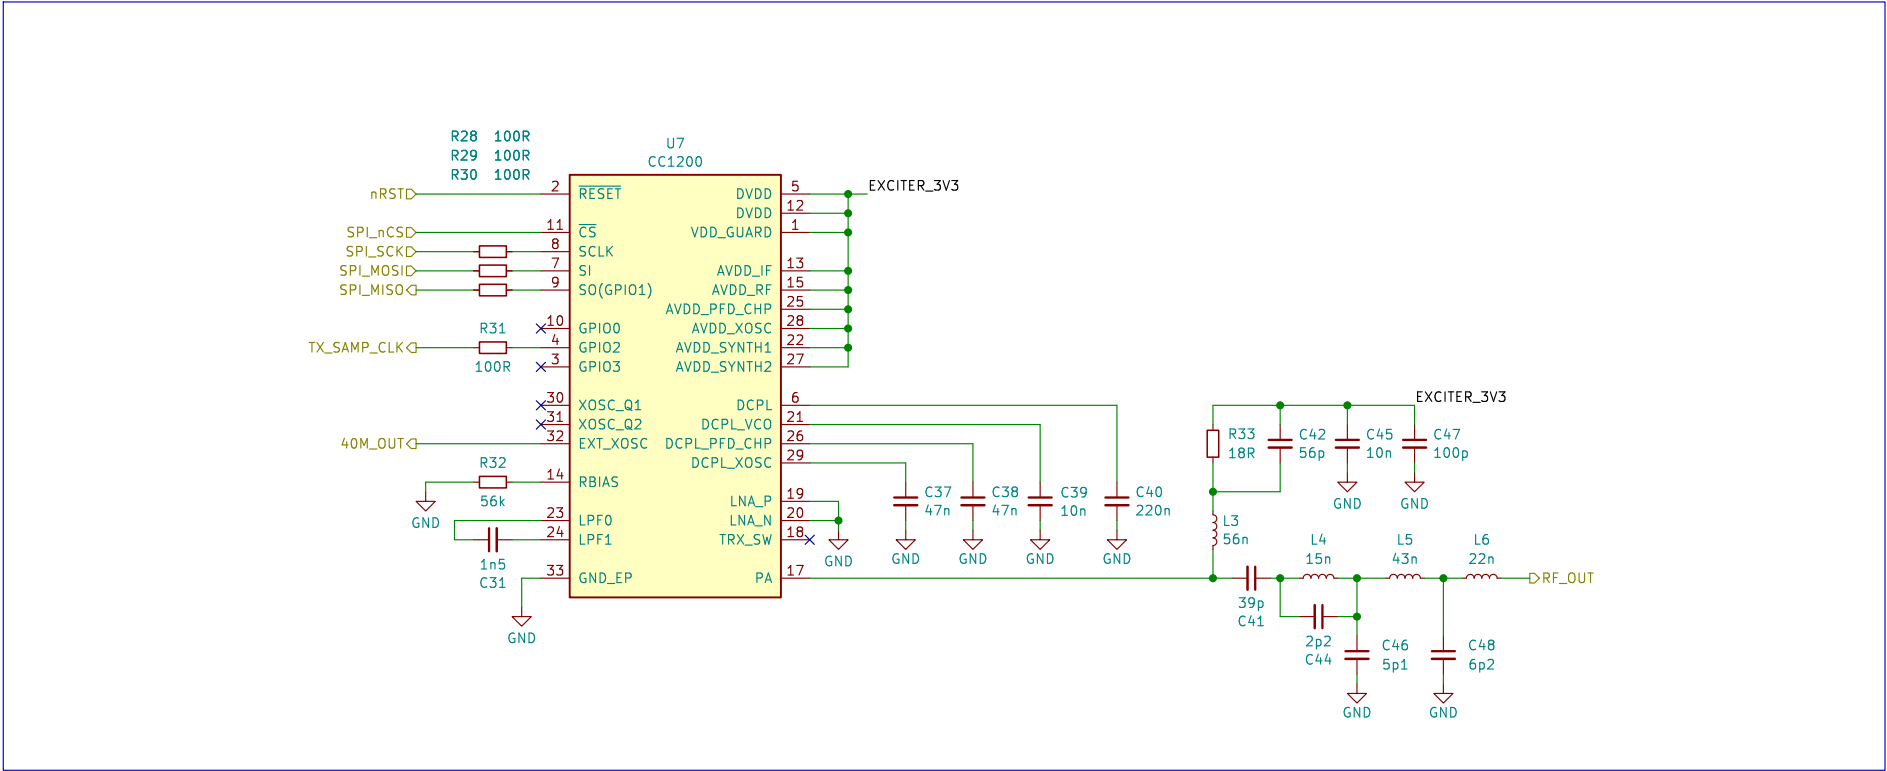 R28 100R
R29 100R
R30 100R
U7
CC1200
nRST
SPI_nCS
SPI_SCK
SPI_MOSI
SPI_MISO
R31
TX_SAMP_CLK
100R
40M_OUT
R32
56k
GND
1n5
C31
GND
2 RESET
11 CS
8 SCLK
7 SI
9 SO(GPIO1)
10 GPIO0
4 GPIO2
3 GPIO3
30 XOSC_Q1
31 XOSC_Q2
32 EXT_XOSC
14 RBIAS
23 LPF0
24 LPF1
33 GND_EP
DVDD 5
DVDD 12
VDD_GUARD 1
AVDD_IF 13
AVDD_RF 15
AVDD_PFD_CHP 25
AVDD_XOSC 28
AVDD_SYNTH1 22
AVDD_SYNTH2 27
DCPL 6
DCPL_VCO 21
DCPL_PFD_CHP 26
DCPL_XOSC 29
LNA_P 19
LNA_N 20
TRX_SW 18
PA 17
EXCITER_3V3
GND
C37
47n
GND
C38
47n
GND
C39
10n
GND
C40
220n
GND
EXCITER_3V3
R33
18R
C42
56p
C45
10n
GND
C47
100p
GND
L3
56n
39p
C41
L4
15n
2p2
C44
L5
43n
L6
22n
RF_OUT
C46
5p1
GND
C48
6p2
GND